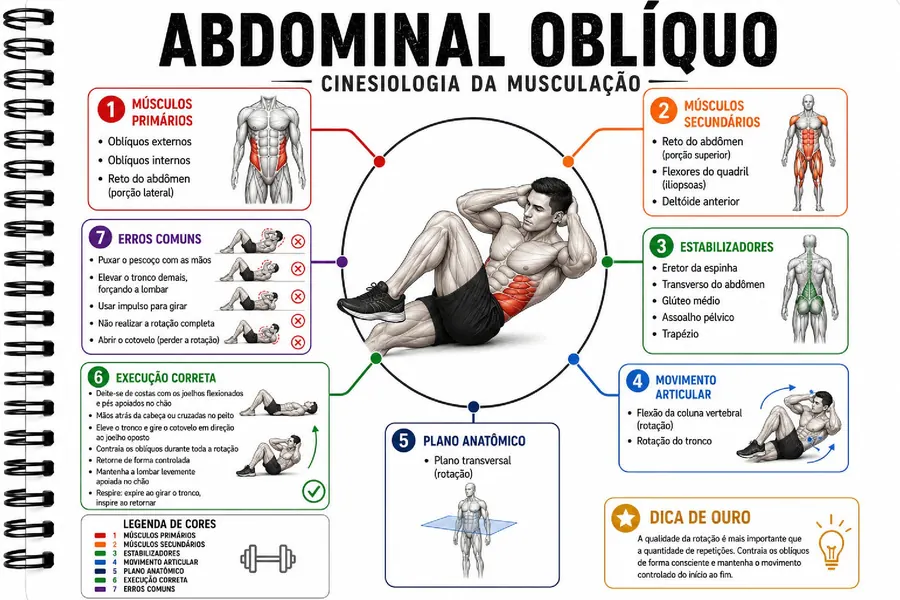 ABDOMINAL OBLÍQUO
CINESIOLOGIA DA MUSCULAÇÃO
1 MÚSCULOS
PRIMÁRIOS
• Oblíquos externos
• Oblíquos internos
• Reto do abdômen
(porção lateral)
2 MÚSCULOS
SECUNDÁRIOS
• Reto do abdômen
(porção superior)
• Flexores do quadril
(iliopsoas)
• Deltóide anterior
7 ERROS COMUNS
• Puxar o pescoço com as mãos
• Elevar o tronco demais,
forçando a lombar
• Usar impulso para girar
• Não realizar a rotação completa
• Abrir o cotovelo (perder a rotação)
3 ESTABILIZADORES
• Eretor da espinha
• Transverso do abdômen
• Glúteo médio
• Assoalho pélvico
• Trapézio
6 EXECUÇÃO CORRETA
• Deite-se de costas com os joelhos flexionados
e pés apoiados no chão
• Mãos atrás da cabeça ou cruzadas no peito
• Eleve o tronco e gire o cotovelo em direção
ao joelho oposto
• Contraia os oblíquos durante toda a rotação
• Retorne de forma controlada
• Mantenha a lombar levemente
apoiada no chão
• Respire: expire ao girar o tronco,
inspire ao retornar
4 MOVIMENTO
ARTICULAR
• Flexão da coluna vertebral
(rotação)
• Rotação do tronco
5 PLANO ANATÔMICO
• Plano transversal
(rotação)
LEGENDA DE CORES
1 MÚSCULOS PRIMÁRIOS
2 MÚSCULOS SECUNDÁRIOS
3 ESTABILIZADORES
4 MOVIMENTO ARTICULAR
5 PLANO ANATÔMICO
6 EXECUÇÃO CORRETA
7 ERROS COMUNS
DICA DE OURO
A qualidade da rotação é mais importante que
a quantidade de repetições. Contraia os oblíquos
de forma consciente e mantenha o movimento
controlado do início ao fim.